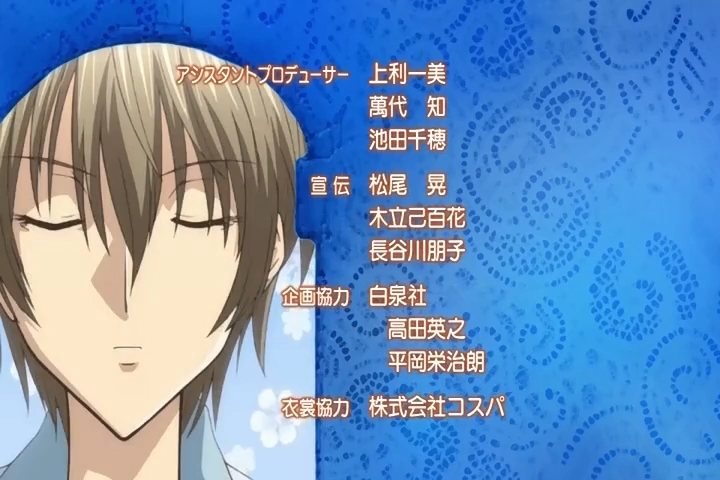 アシスタントプロデューサー 上利一美
萬代 知
池田千穂
宣伝 松尾 晃
木立己百花
長谷川朋子
企画協力 白泉社
高田英之
平岡栄治朗
衣裳協力 株式会社コスパ